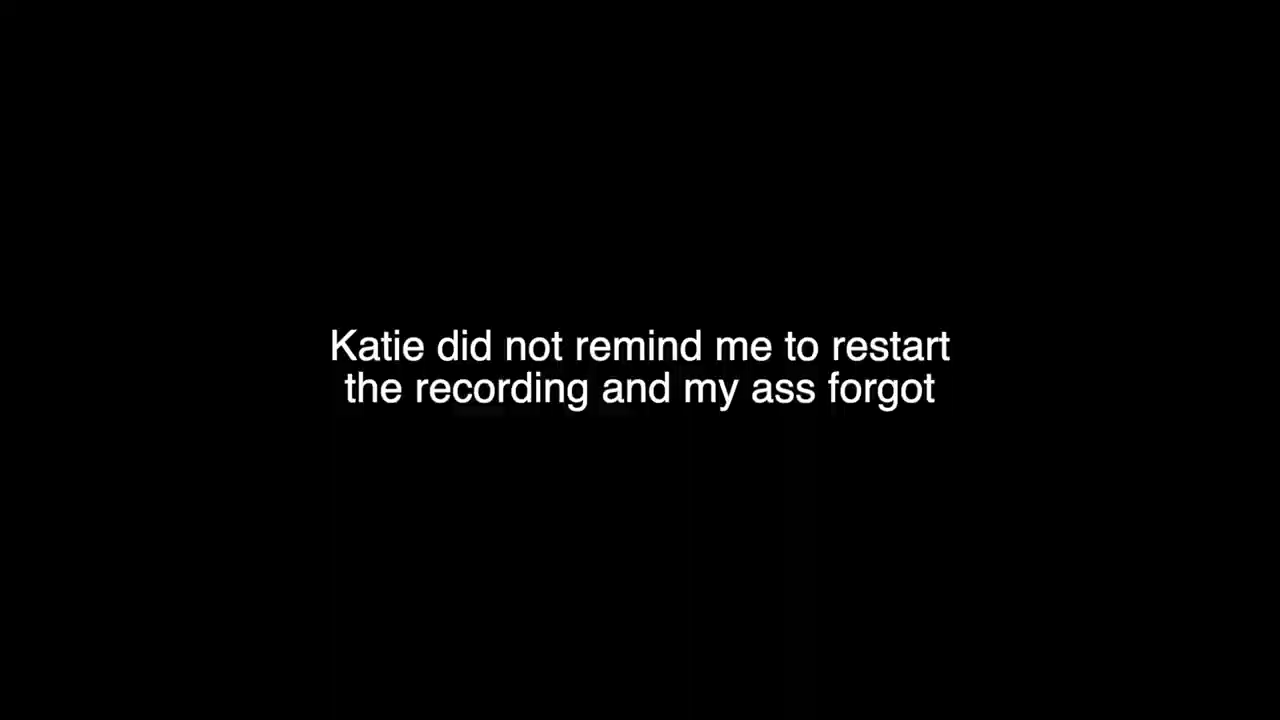 Katie did not remind me to restart
the recording and my ass forgot